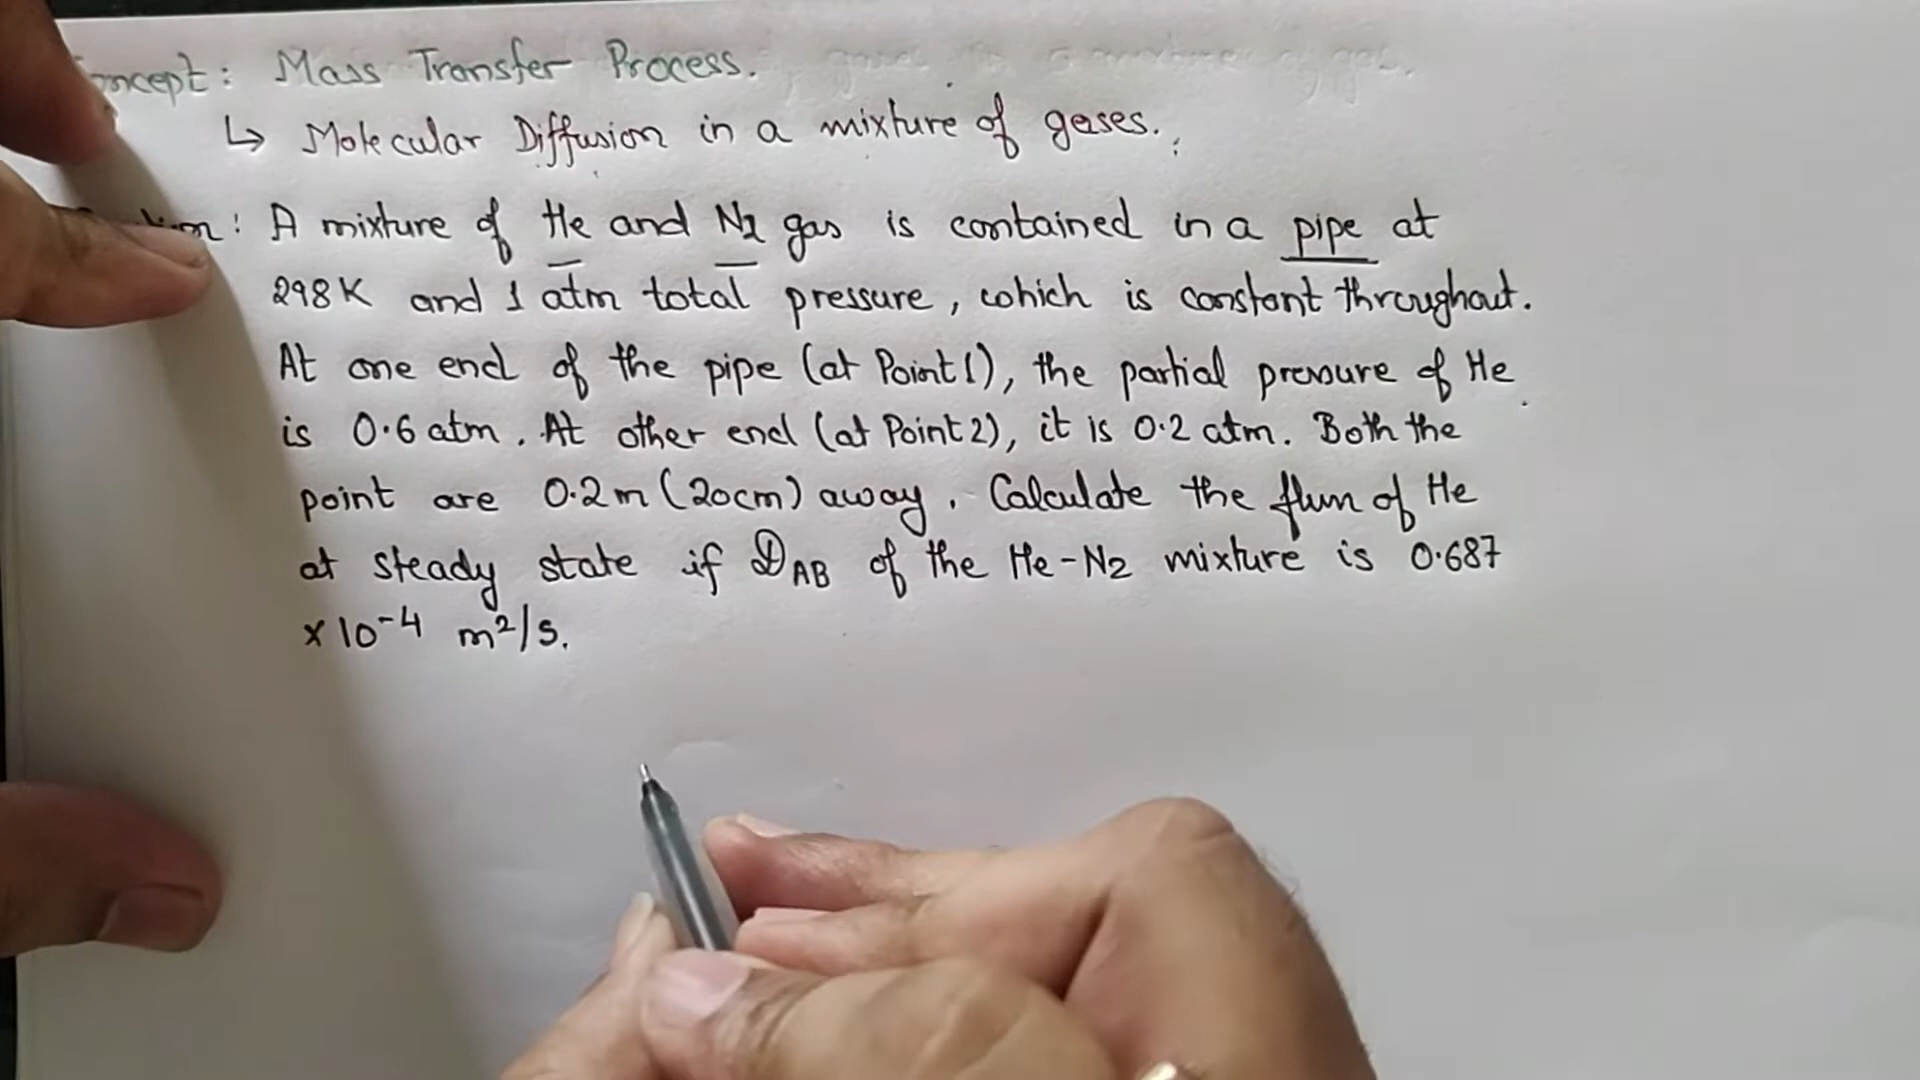 oncept: Mass Transfer Process.
↳ Molecular Diffusion in a mixture of gases.
: A mixture of He and N2 gas is contained in a pipe at
298K and 1 atm total pressure, which is constant throughout.
At one end of the pipe (at Point 1), the partial pressure of He
is 0.6 atm. At other end (at Point 2), it is 0.2 atm. Both the
point are 0.2m (20cm) away. Calculate the flux of He
at steady state if DAB of the He-N2 mixture is 0.687
×10⁻⁴ m²/s.